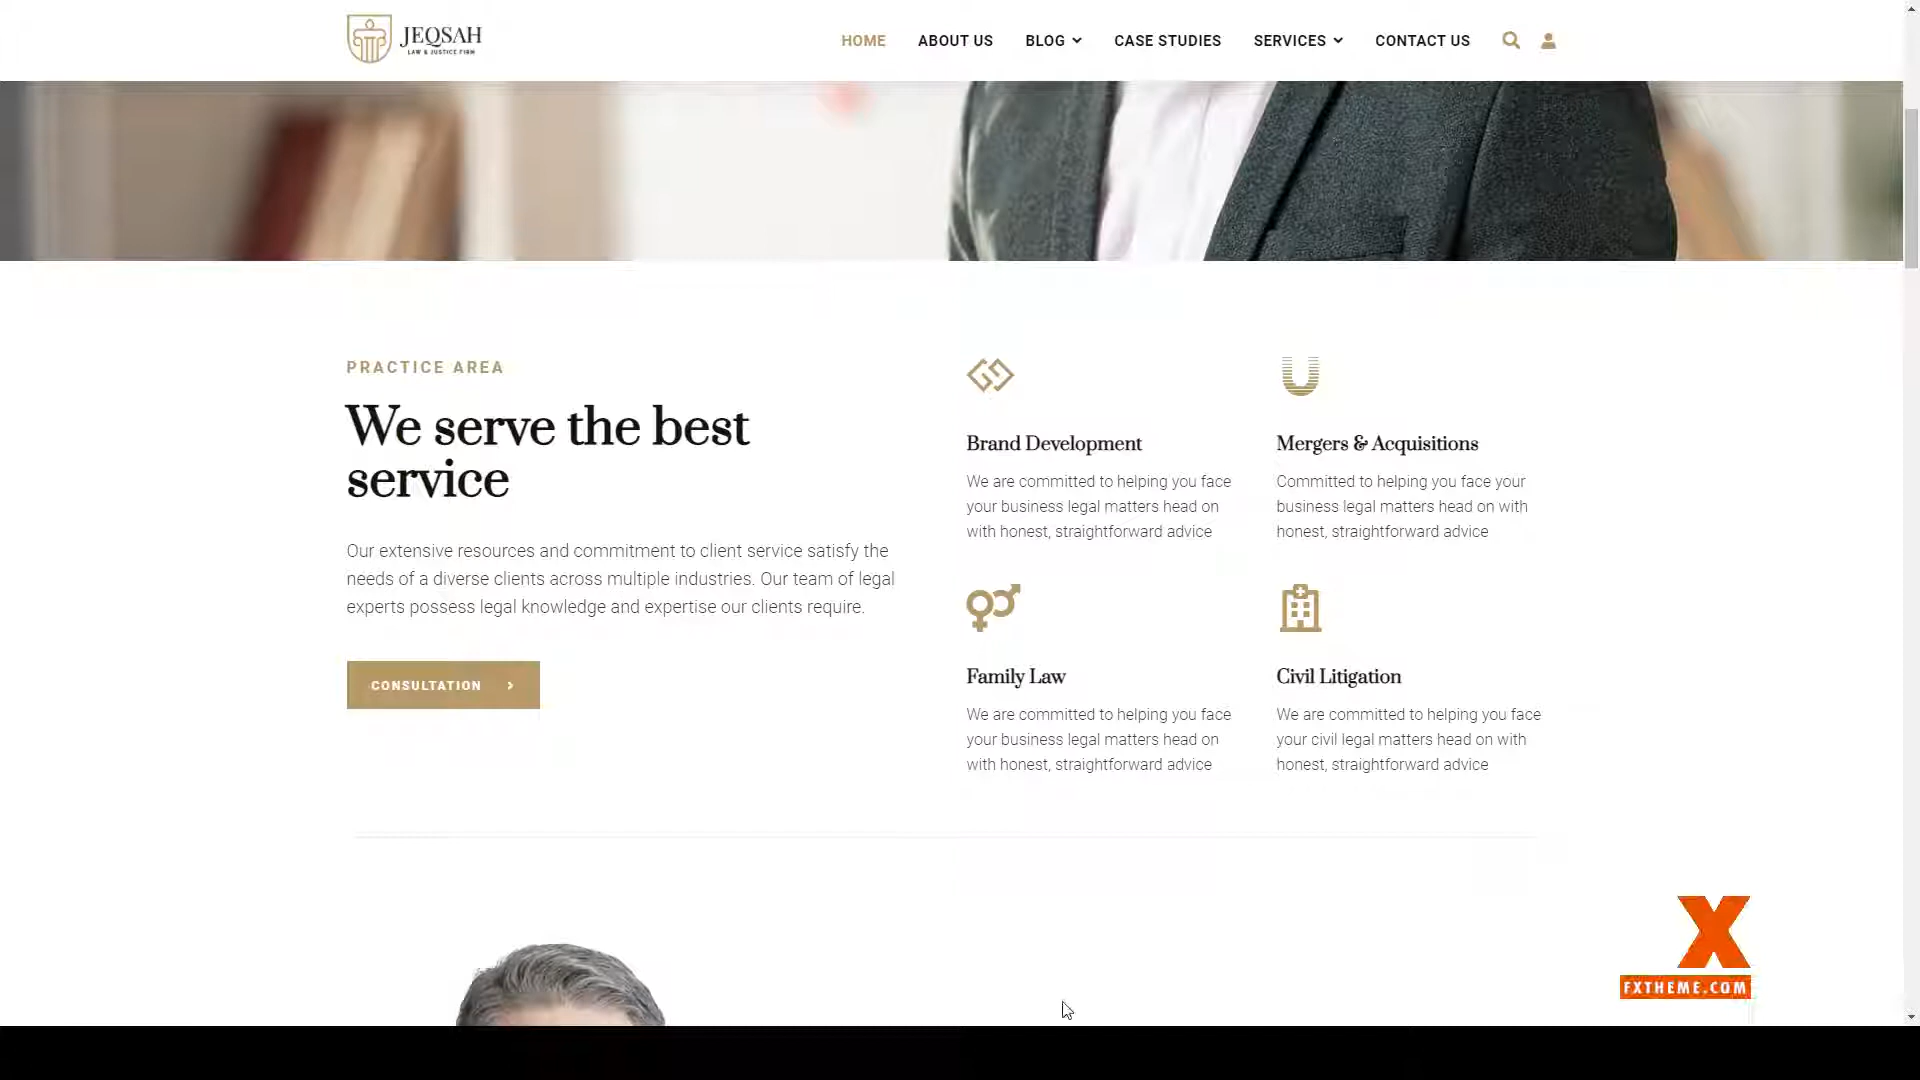 JEQSAH
LAW & JUSTICE FIRM
HOME
ABOUT US
BLOG
CASE STUDIES
SERVICES
CONTACT US
PRACTICE AREA
We serve the best
service
Our extensive resources and commitment to client service satisfy the
needs of a diverse clients across multiple industries. Our team of legal
experts possess legal knowledge and expertise our clients require.
CONSULTATION
Brand Development
We are committed to helping you face
your business legal matters head on
with honest, straightforward advice
Mergers & Acquisitions
Committed to helping you face your
business legal matters head on with
honest, straightforward advice
Family Law
We are committed to helping you face
your business legal matters head on
with honest, straightforward advice
Civil Litigation
We are committed to helping you face
your civil legal matters head on with
honest, straightforward advice
X
FXTHEME.COM